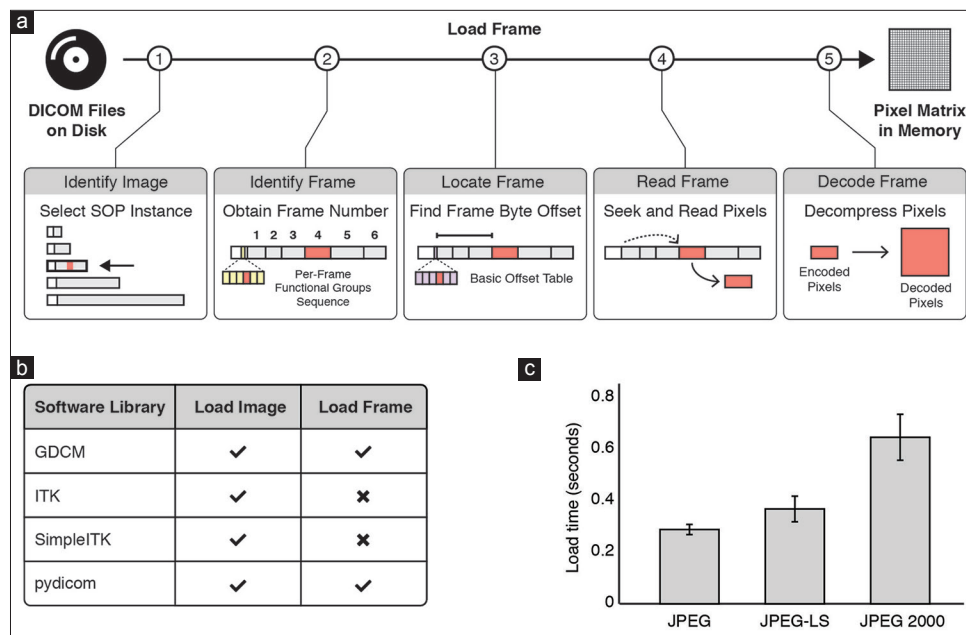 a
Load Frame
1
2
3
4
5
DICOM Files
on Disk
Pixel Matrix
in Memory
Identify Image
Select SOP Instance
Identify Frame
Obtain Frame Number
1 2 3 4 5 6
Per-Frame
Functional Groups
Sequence
Locate Frame
Find Frame Byte Offset
Basic Offset Table
Read Frame
Seek and Read Pixels
Decode Frame
Decompress Pixels
Encoded
Pixels
Decoded
Pixels
b
Software Library Load Image Load Frame
GDCM ✔ ✔
ITK ✔ ✖
SimpleITK ✔ ✖
pydicom ✔ ✔
c
Load time (seconds)
0.8
0.6
0.4
0.2
0
JPEG JPEG-LS JPEG 2000